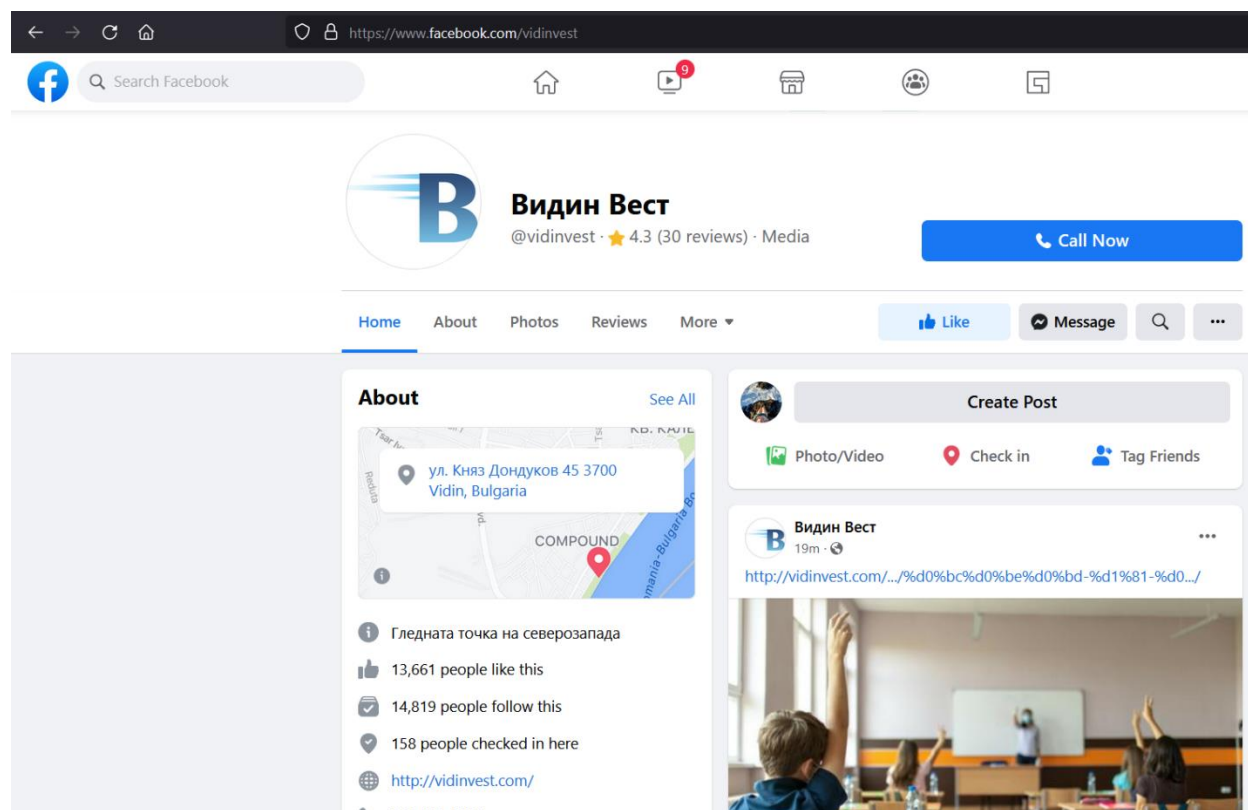 https://www.facebook.com/vidinvest
Search Facebook
9
B
Видин Вест
@vidinvest · 4.3 (30 reviews) · Media
Call Now
Home About Photos Reviews More
Like Message
About See All
Create Post
Photo/Video Check in Tag Friends
Tsar
Reduta
ул. Княз Дондуков 45 3700
Vidin, Bulgaria
COMPOUND
B
Видин Вест
19m
http://vidinvest.com/.../%d0%bc%d0%be%d0%bd-%d1%81-%d0.../
Гледната точка на северозапада
13,661 people like this
14,819 people follow this
158 people checked in here
http://vidinvest.com/